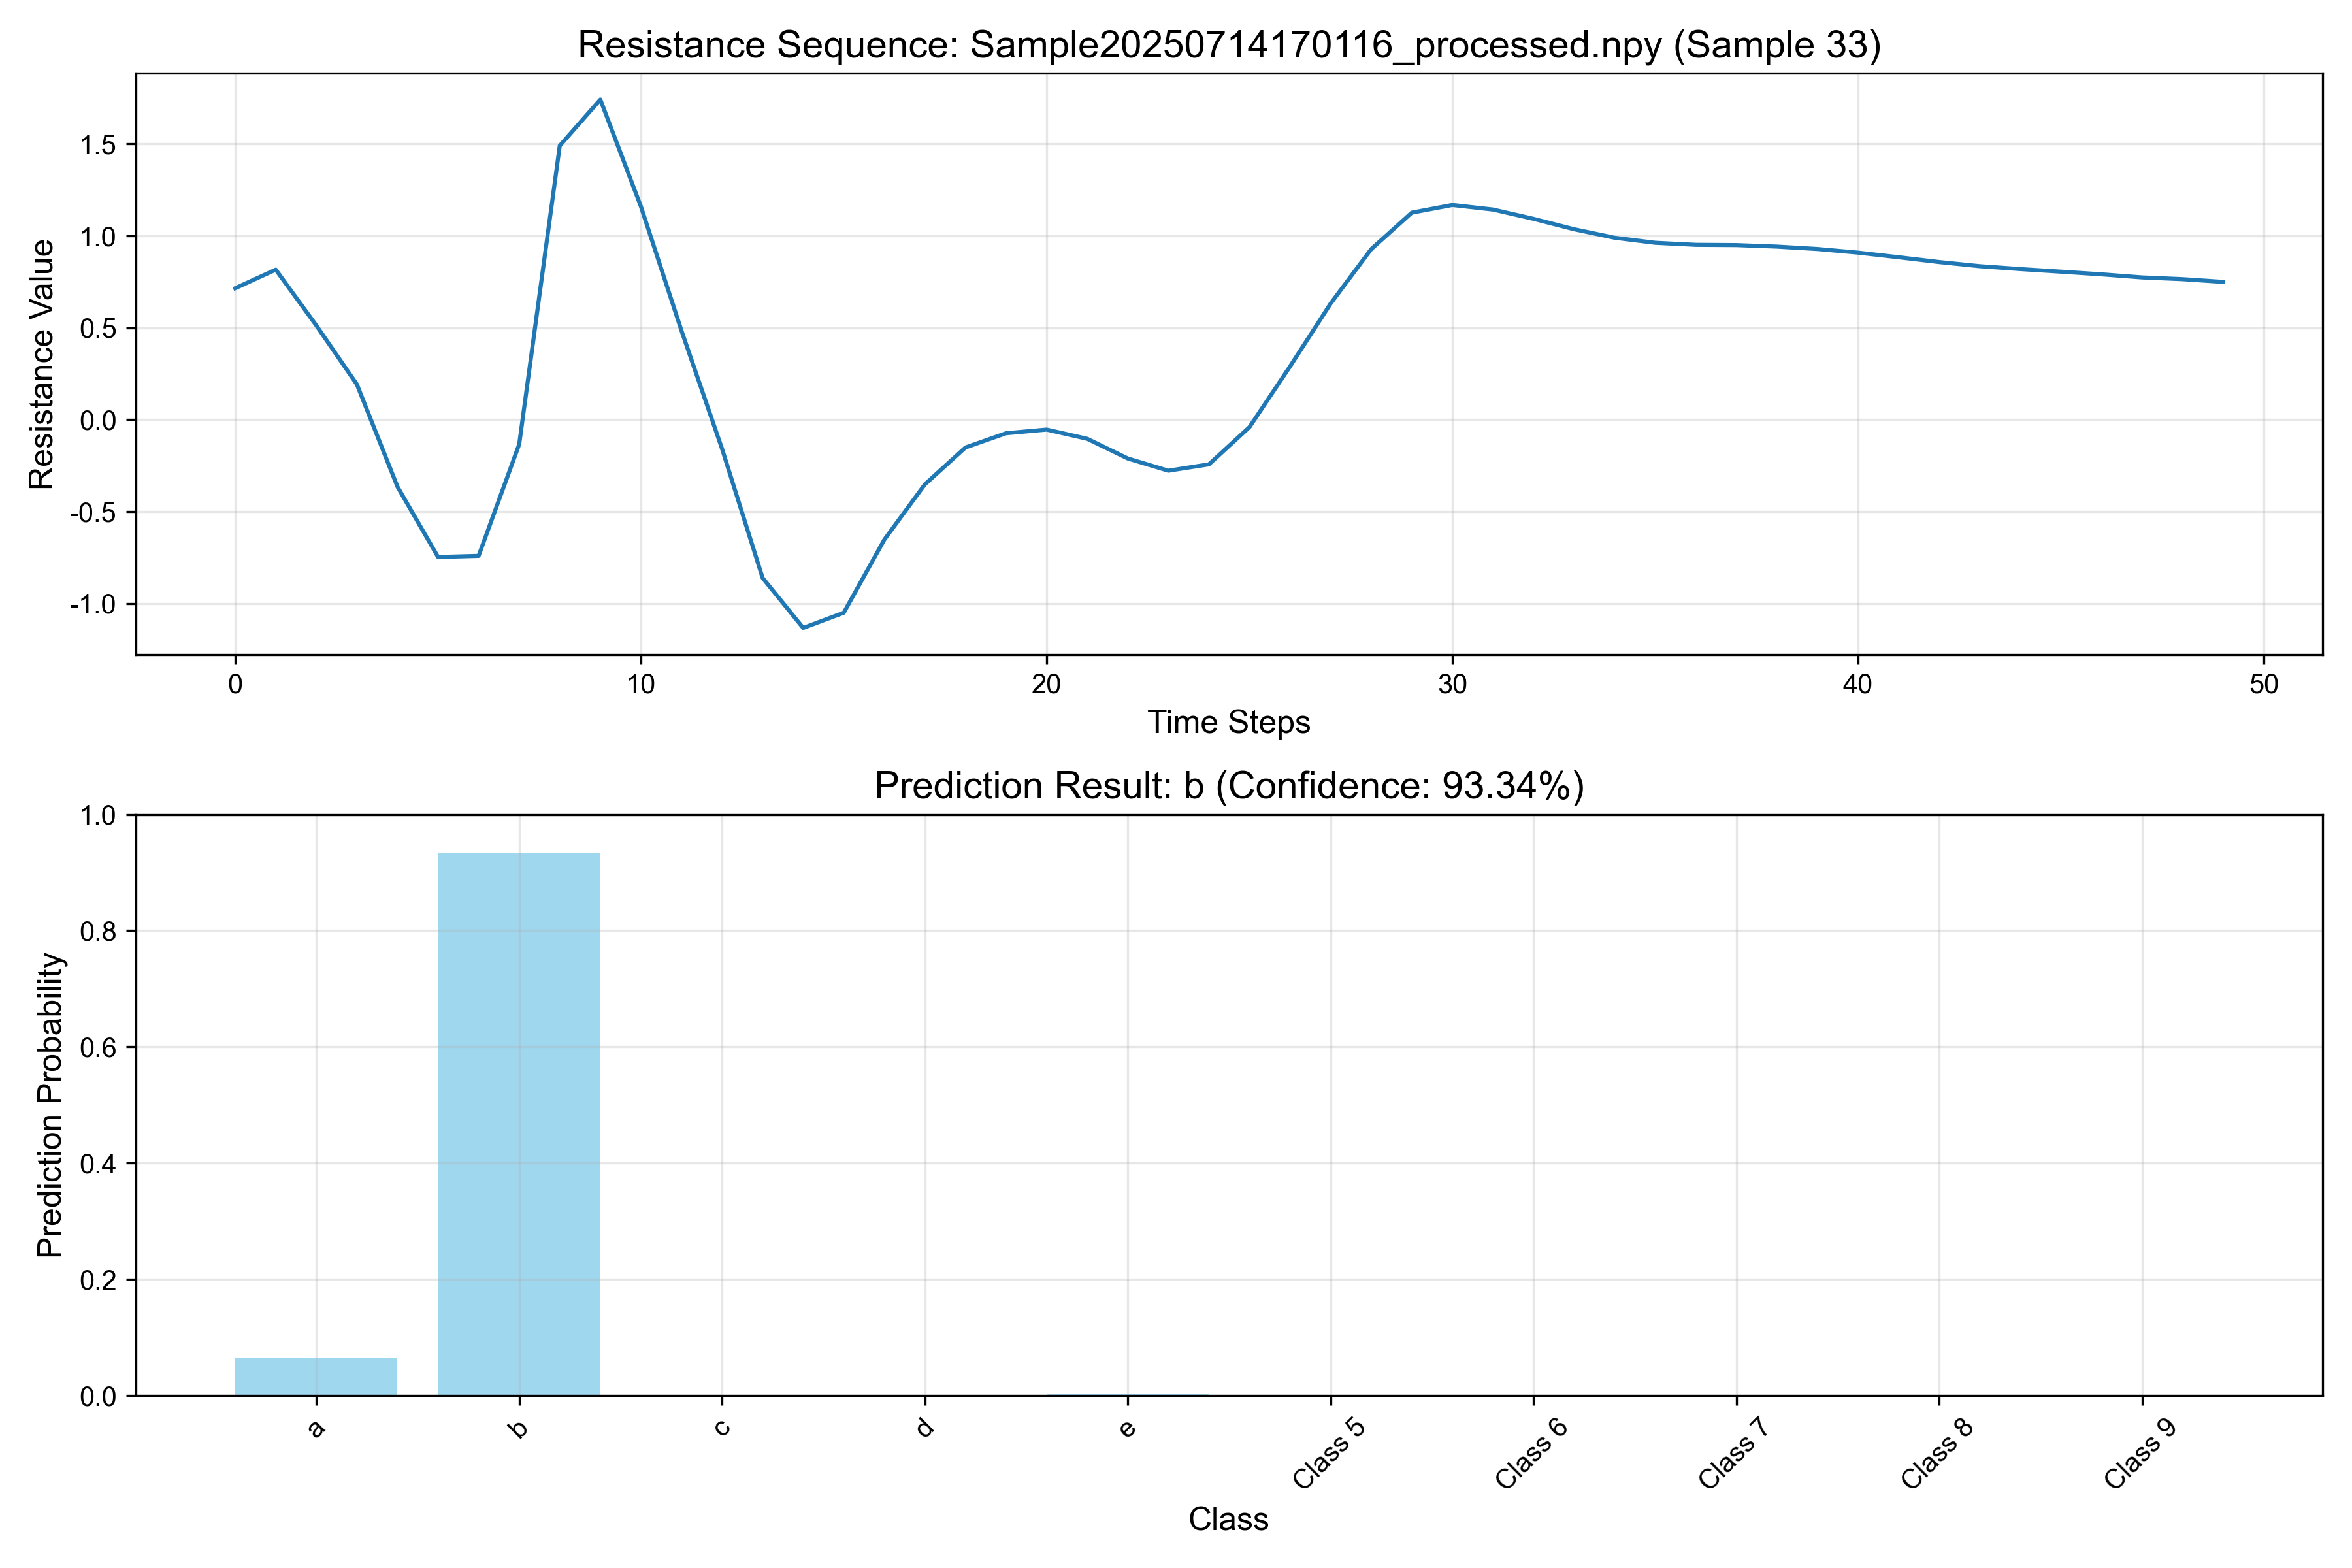 Resistance Sequence: Sample20250714170116_processed.npy (Sample 33)
Resistance Value
1.5
1.0
0.5
0.0
-0.5
-1.0
0 10 20 30 40 50
Time Steps
Prediction Result: b (Confidence: 93.34%)
Prediction Probability
1.0
0.8
0.6
0.4
0.2
0.0
a b c d e Class 5 Class 6 Class 7 Class 8 Class 9
Class